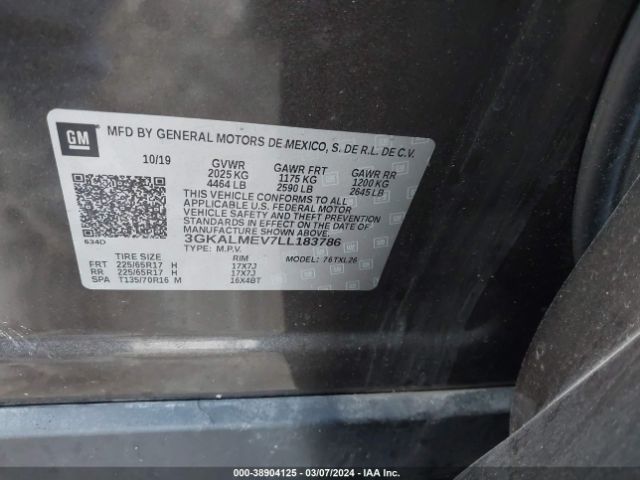 GM
MFD BY GENERAL MOTORS DE MEXICO, S. DE R.L. DE C.V.
10/19 GVWR GAWR FRT GAWR RR
2025 KG 1175 KG 1200 KG
4464 LB 2590 LB 2645 LB
THIS VEHICLE CONFORMS TO ALL
APPLICABLE U.S. FEDERAL MOTOR
VEHICLE SAFETY AND THEFT
PREVENTION STANDARDS IN
EFFECT ON THE DATE OF
MANUFACTURE SHOWN ABOVE.
634D 3GKALMEV7LL183786
TYPE: M.P.V. MODEL: 76TXL26
TIRE SIZE RIM
FRT 225/65R17 H 17X7J
RR 225/65R17 H 17X7J
SPA T135/70R16 M 16X4BT
000-38904125 — 03/07/2024 — IAA Inc.